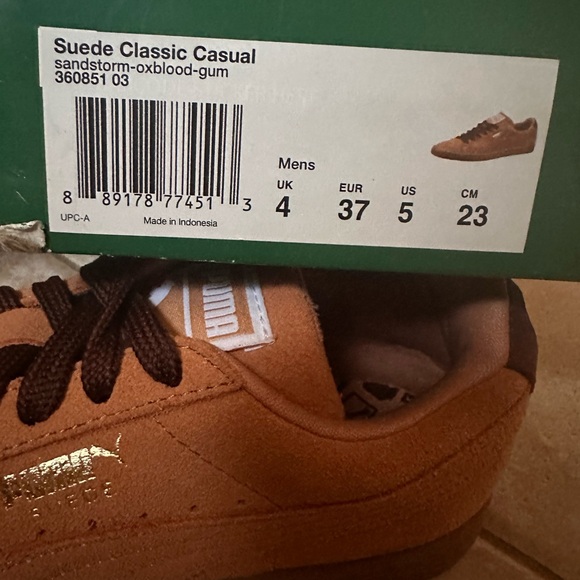 Suede Classic Casual
sandstorm-oxblood-gum
360851 03
8 89178 77451 3
UPC-A
Made in Indonesia
Mens
UK EUR US CM
4 37 5 23
PUMA
SUEDE